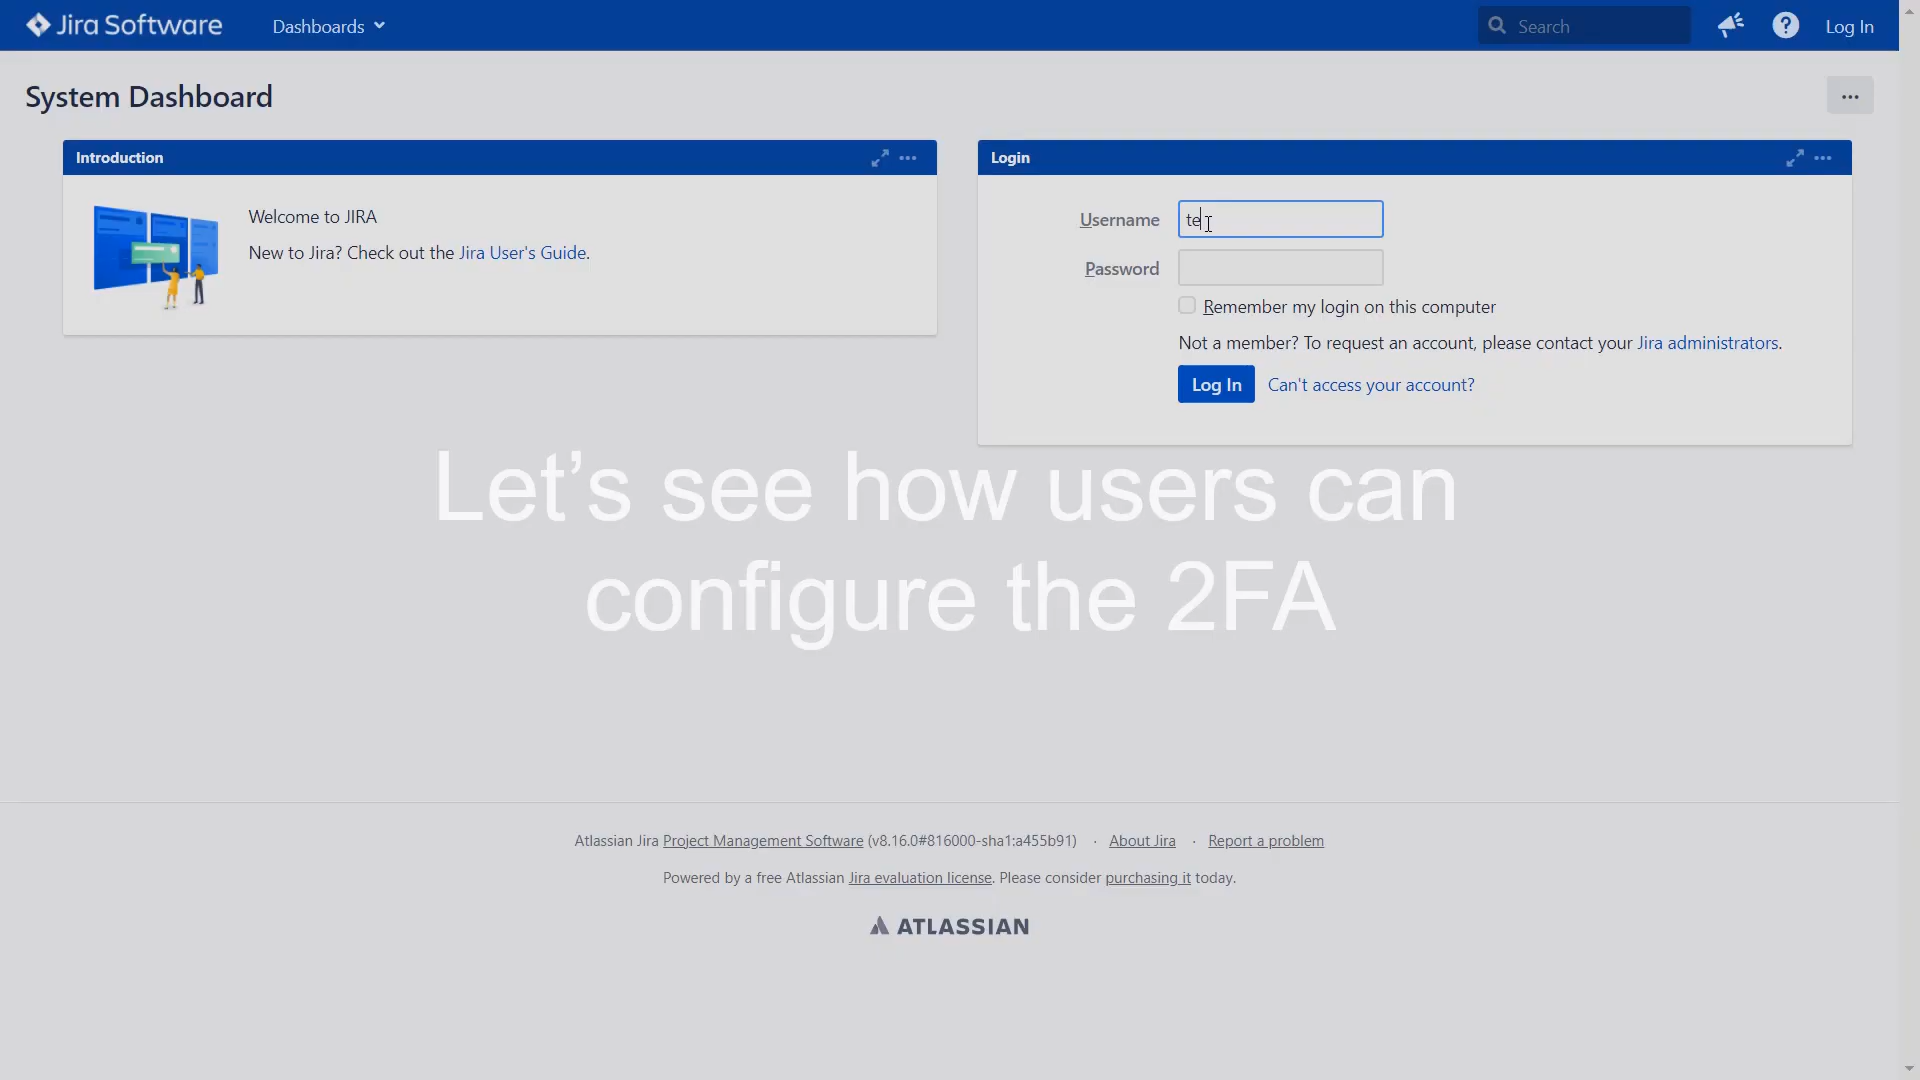 Jira Software
Dashboards
Search
Log In
System Dashboard
Introduction
Welcome to JIRA
New to Jira? Check out the Jira User's Guide.
Login
Username
te
Password
Remember my login on this computer
Not a member? To request an account, please contact your Jira administrators.
Log In
Can't access your account?
Let’s see how users can
configure the 2FA
Atlassian Jira Project Management Software (v8.16.0#816000-sha1:a455b91) · About Jira · Report a problem
Powered by a free Atlassian Jira evaluation license. Please consider purchasing it today.
ATLASSIAN